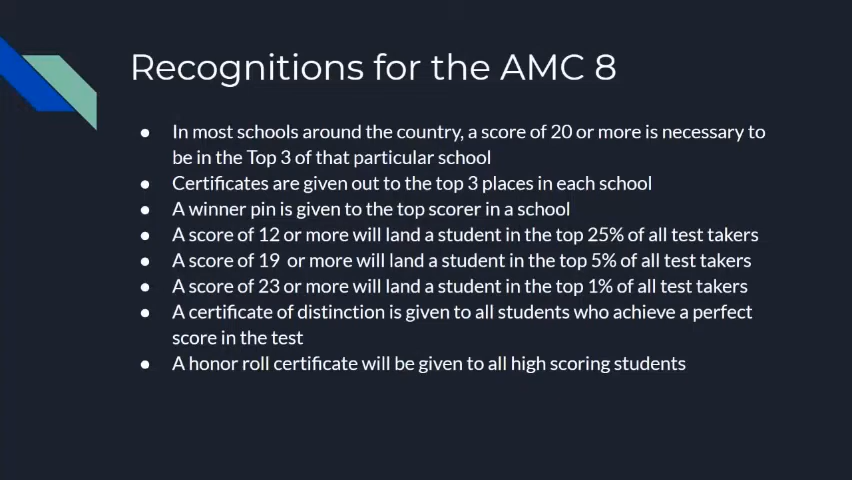 Recognitions for the AMC 8
● In most schools around the country, a score of 20 or more is necessary to
be in the Top 3 of that particular school
● Certificates are given out to the top 3 places in each school
● A winner pin is given to the top scorer in a school
● A score of 12 or more will land a student in the top 25% of all test takers
● A score of 19  or more will land a student in the top 5% of all test takers
● A score of 23 or more will land a student in the top 1% of all test takers
● A certificate of distinction is given to all students who achieve a perfect
score in the test
● A honor roll certificate will be given to all high scoring students